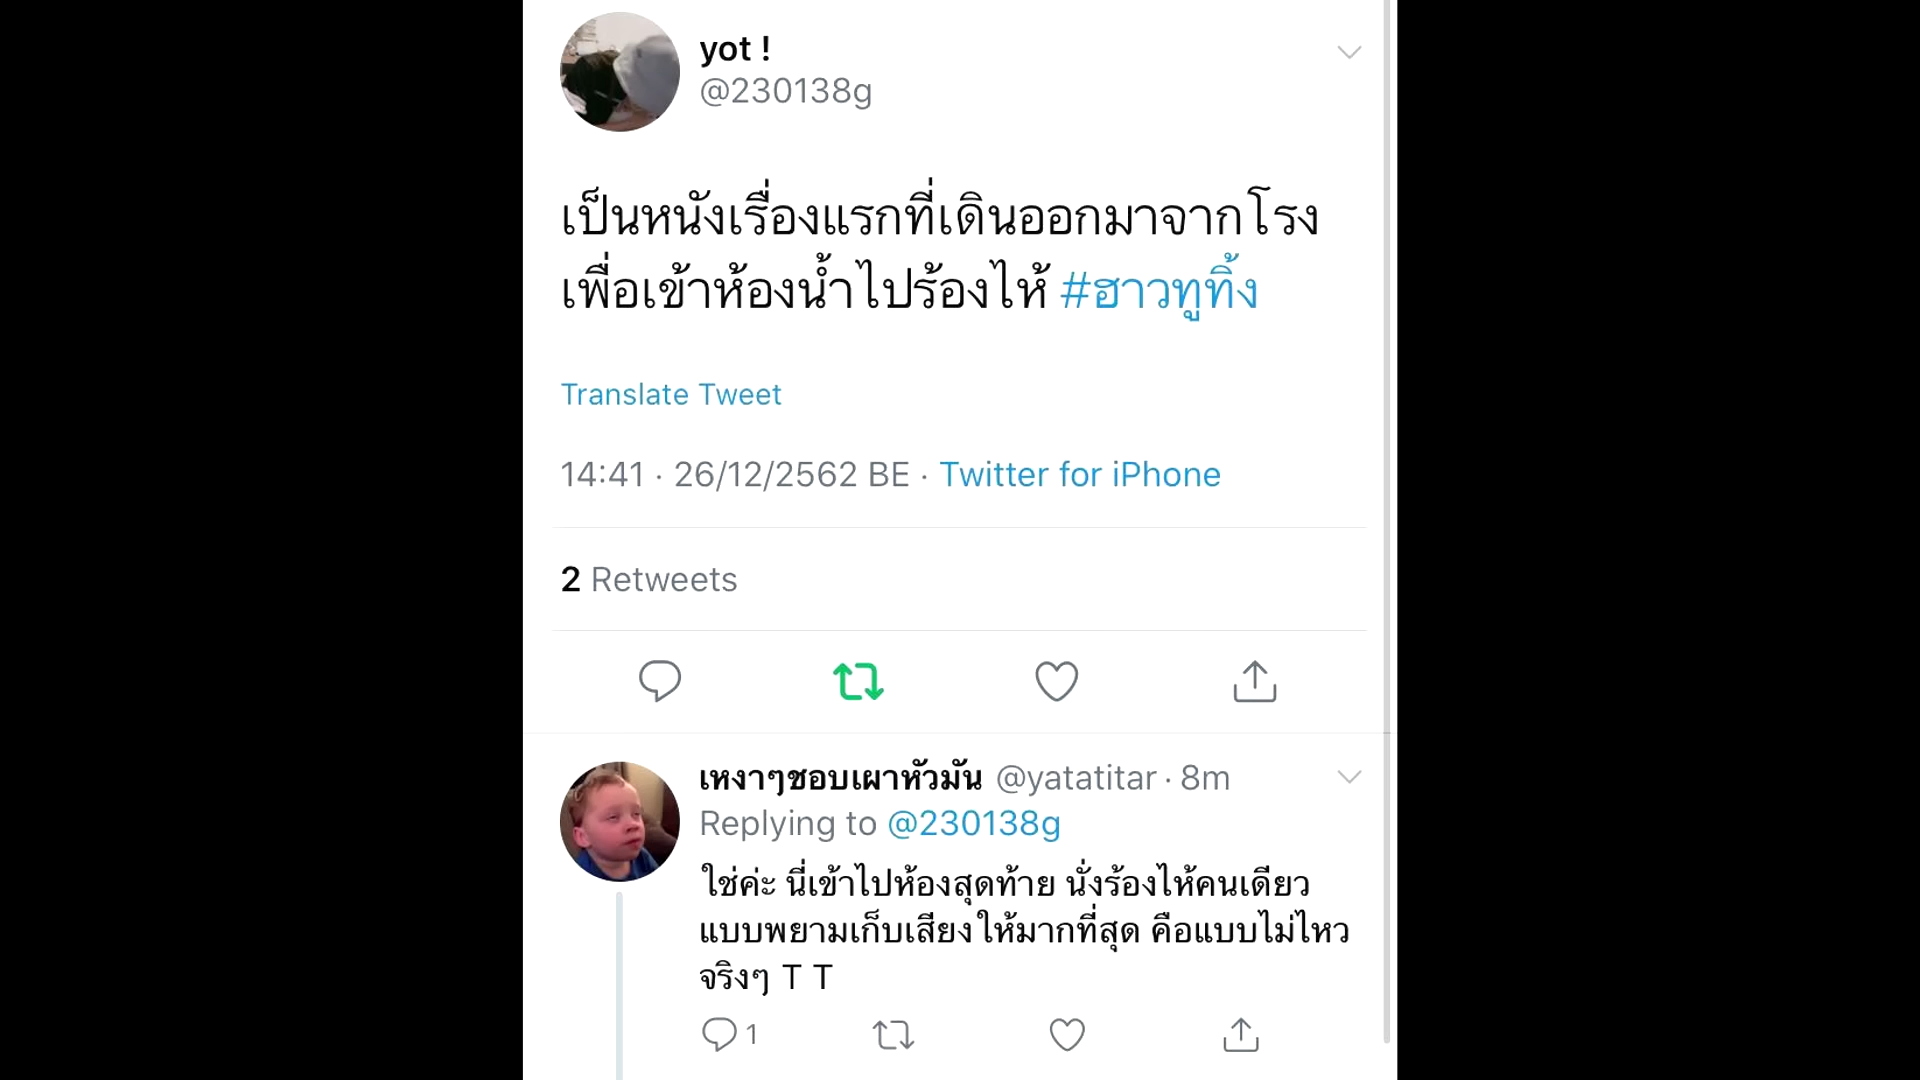 yot !
@230138g
เป็นหนังเรื่องแรกที่เดินออกมาจากโรง
เพื่อเข้าห้องน้ำไปร้องไห้ #ฮาวทูทิ้ง
Translate Tweet
14:41 · 26/12/2562 BE · Twitter for iPhone
2 Retweets
เหงาๆชอบเผาหัวมัน @yatatitar · 8m
Replying to @230138g
ใช่ค่ะ นี่เข้าไปห้องสุดท้าย นั่งร้องไห้คนเดียว
แบบพยามเก็บเสียงให้มากที่สุด คือแบบไม่ไหว
จริงๆ T T
1